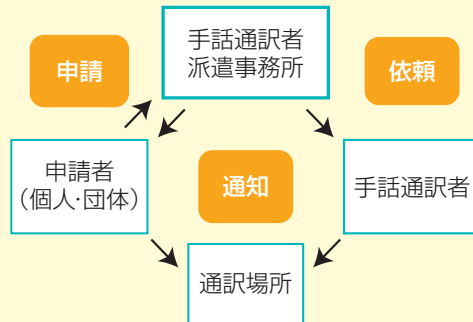 手話通訳者
派遣事務所
申請
依頼
申請者
（個人・団体）
通知
手話通訳者
通訳場所